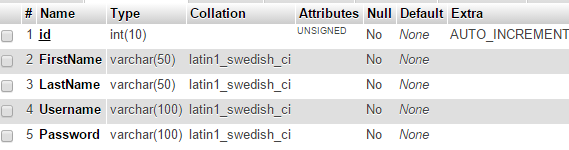 # Name Type Collation Attributes Null Default Extra
1 id int(10) UNSIGNED No None AUTO_INCREMENT
2 FirstName varchar(50) latin1_swedish_ci No None
3 LastName varchar(50) latin1_swedish_ci No None
4 Username varchar(100) latin1_swedish_ci No None
5 Password varchar(100) latin1_swedish_ci No None